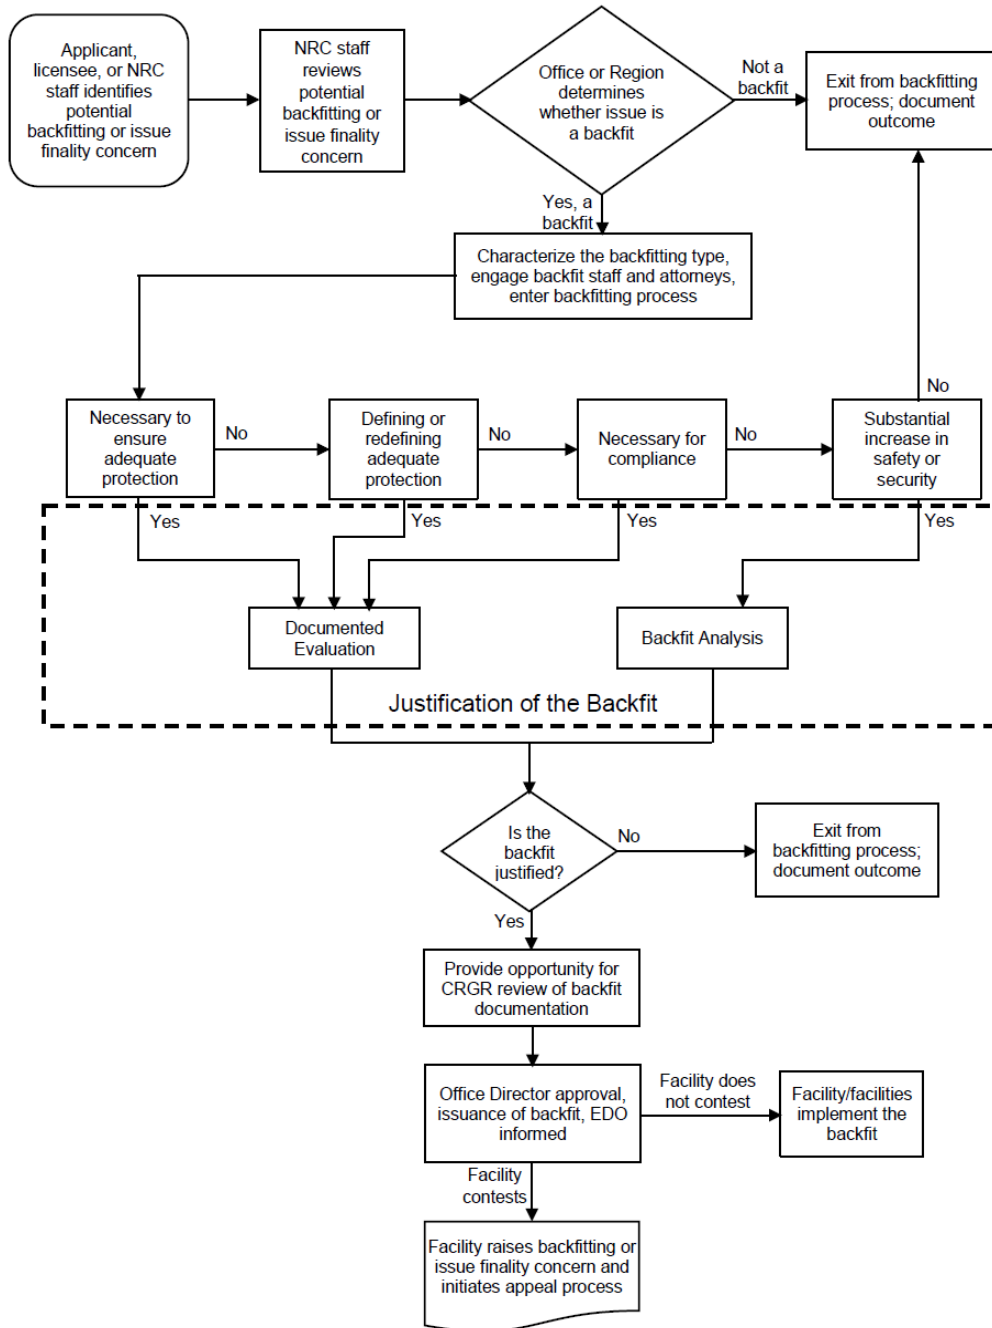 Applicant,
licensee, or NRC
staff identifies
potential
backfitting or issue
finality concern
NRC staff
reviews
potential
backfitting or
issue finality
concern
Office or Region
determines
whether issue is
a backfit
Not a
backfit
Exit from backfitting
process; document
outcome
Yes, a
backfit
Characterize the backfitting type,
engage backfit staff and attorneys,
enter backfitting process
No
Necessary to
ensure
adequate
protection
No
Defining or
redefining
adequate
protection
No
Necessary for
compliance
No
Substantial
increase in
safety or
security
Yes
Yes
Yes
Yes
Documented
Evaluation
Backfit Analysis
Justification of the Backfit
Is the
backfit
justified?
No
Exit from
backfitting process;
document outcome
Yes
Provide opportunity for
CRGR review of backfit
documentation
Office Director approval,
issuance of backfit, EDO
informed
Facility does
not contest
Facility/facilities
implement the
backfit
Facility
contests
Facility raises backfitting or
issue finality concern and
initiates appeal process